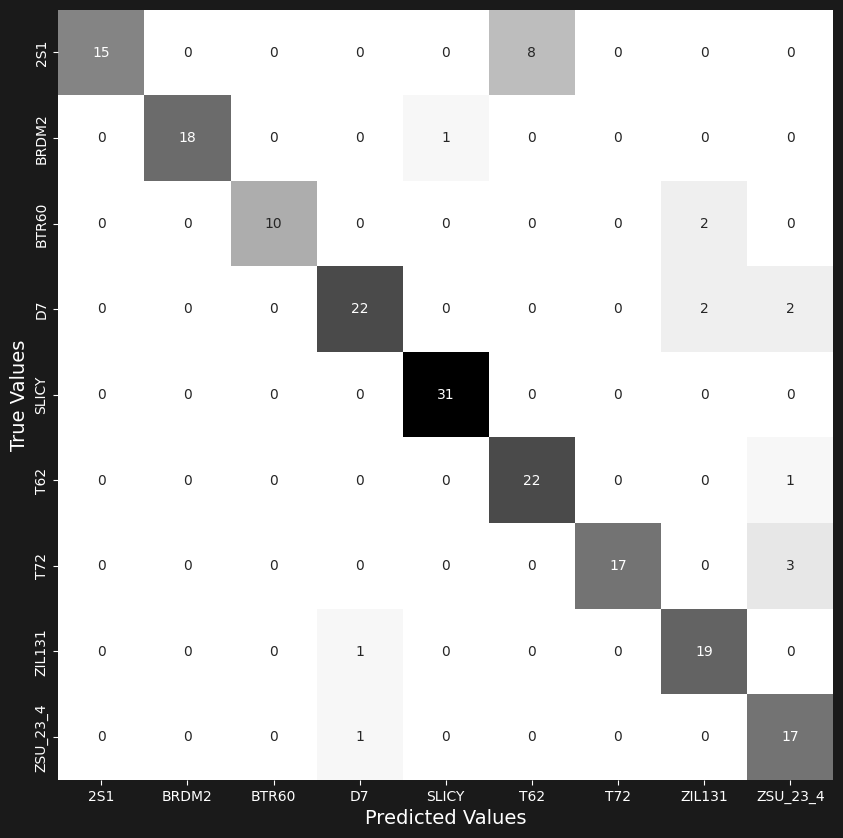 True Values
2S1 15 0 0 0 0 8 0 0 0
BRDM2 0 18 0 0 1 0 0 0 0
BTR60 0 0 10 0 0 0 0 2 0
D7 0 0 0 22 0 0 0 2 2
SLICY 0 0 0 0 31 0 0 0 0
T62 0 0 0 0 0 22 0 0 1
T72 0 0 0 0 0 0 17 0 3
ZIL131 0 0 0 1 0 0 0 19 0
ZSU_23_4 0 0 0 1 0 0 0 0 17
2S1 BRDM2 BTR60 D7 SLICY T62 T72 ZIL131 ZSU_23_4
Predicted Values